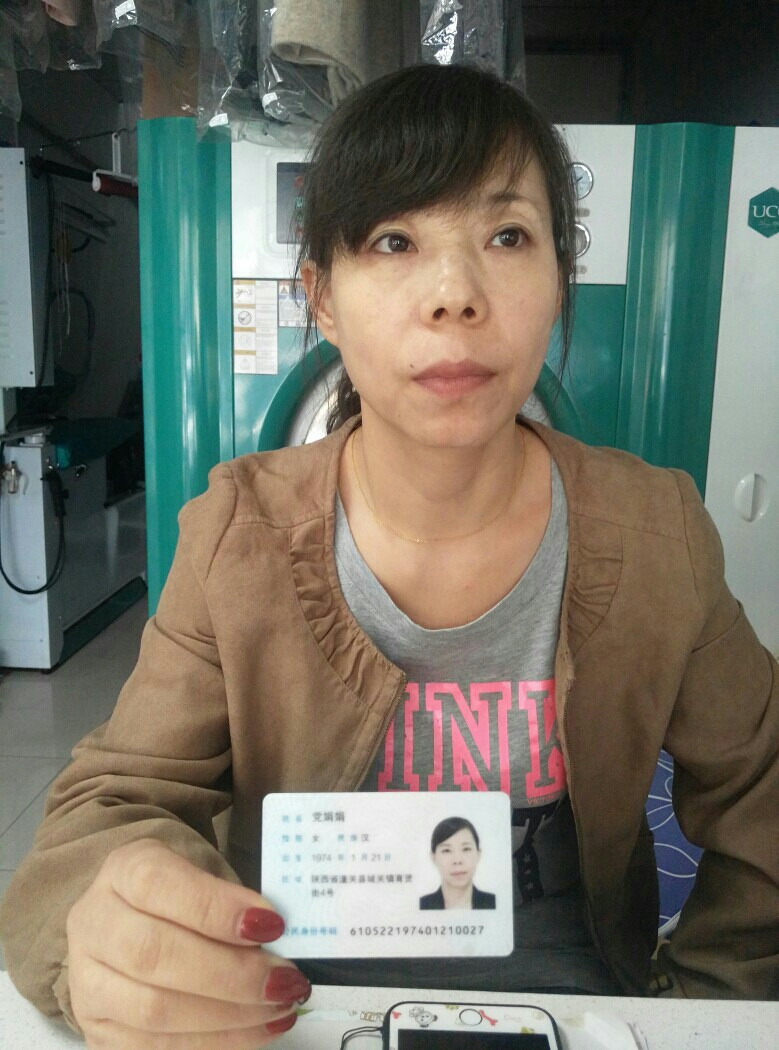 UCC
INK
姓名 党娟娟
性别 女 民族 汉
出生 1974 年 1 月 21 日
住址 陕西省潼关县城关镇育贤
街4号
公民身份号码 610522197401210027